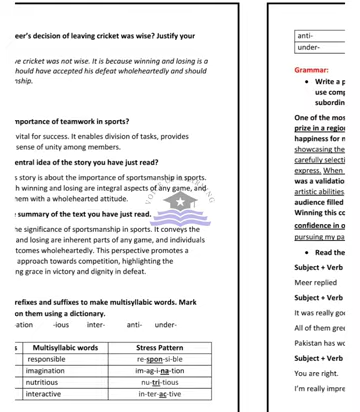 eer's decision of leaving cricket was wise? Justify your
ve cricket was not wise. It is because winning and losing is a
hould have accepted his defeat wholeheartedly and should
nship.
mportance of teamwork in sports?
vital for success. It enables division of tasks, provides
sense of unity among members.
entral idea of the story you have just read?
s story is about the importance of sportsmanship in sports.
h winning and losing are integral aspects of any game, and
hem with a wholehearted attitude.
summary of the text you have just read.
he significance of sportsmanship in sports. It conveys the
and losing are inherent parts of any game, and individuals
tcomes wholeheartedly. This perspective promotes a
approach towards competition, highlighting the
ng grace in victory and dignity in defeat.
refixes and suffixes to make multisyllabic words. Mark
on them using a dictionary.
ation -ious inter- anti- under-
s Multisyllabic words Stress Pattern
responsible re-spon-si-ble
imagination im-ag-i-na-tion
nutritious nu-tri-tious
interactive in-ter-ac-tive
anti-
under-
Grammar:
• Write a p
use comp
subordin
One of the mos
prize in a region
happiness for m
showcasing the
carefully selecti
express. When
was a validation
artistic abilities
audience filled
Winning this co
confidence in o
pursuing my pa
• Read the
Subject + Verb
Meer replied
Subject + Verb
It was really goo
All of them gree
Pakistan has wo
Subject + Verb
You are right.
I'm really impre